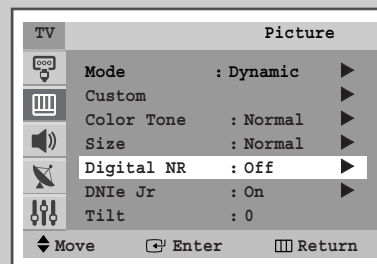 TV Picture
Mode : Dynamic
Custom
Color Tone : Normal
Size : Normal
Digital NR : Off
DNIe Jr : On
Tilt : 0
Move Enter Return